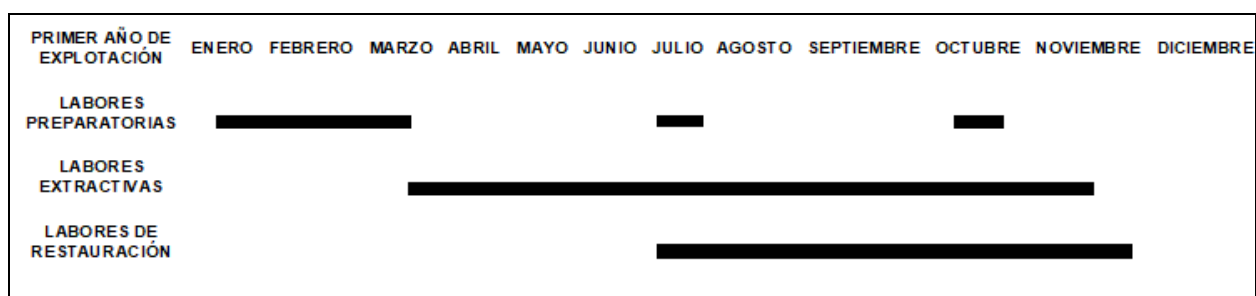 PRIMER AÑO DE
EXPLOTACIÓN
ENERO FEBRERO MARZO ABRIL MAYO JUNIO JULIO AGOSTO SEPTIEMBRE OCTUBRE NOVIEMBRE DICIEMBRE
LABORES
PREPARATORIAS
LABORES
EXTRACTIVAS
LABORES DE
RESTAURACIÓN